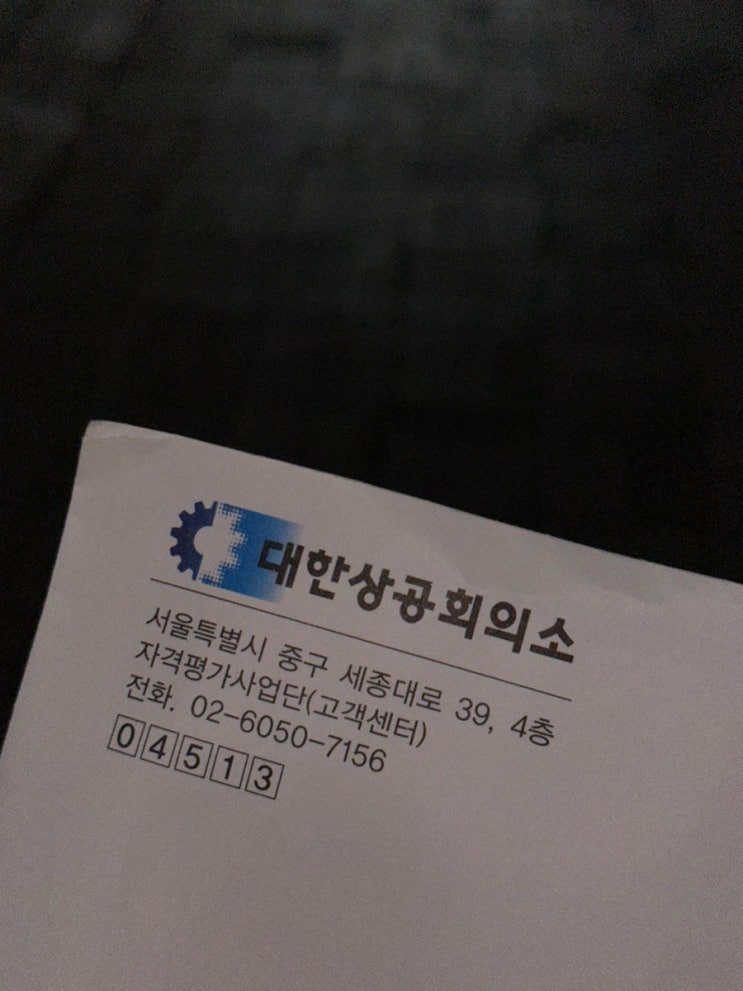 대한상공회의소
서울특별시 중구 세종대로 39, 4층
자격평가사업단(고객센터)
전화. 02-6050-7156
04513